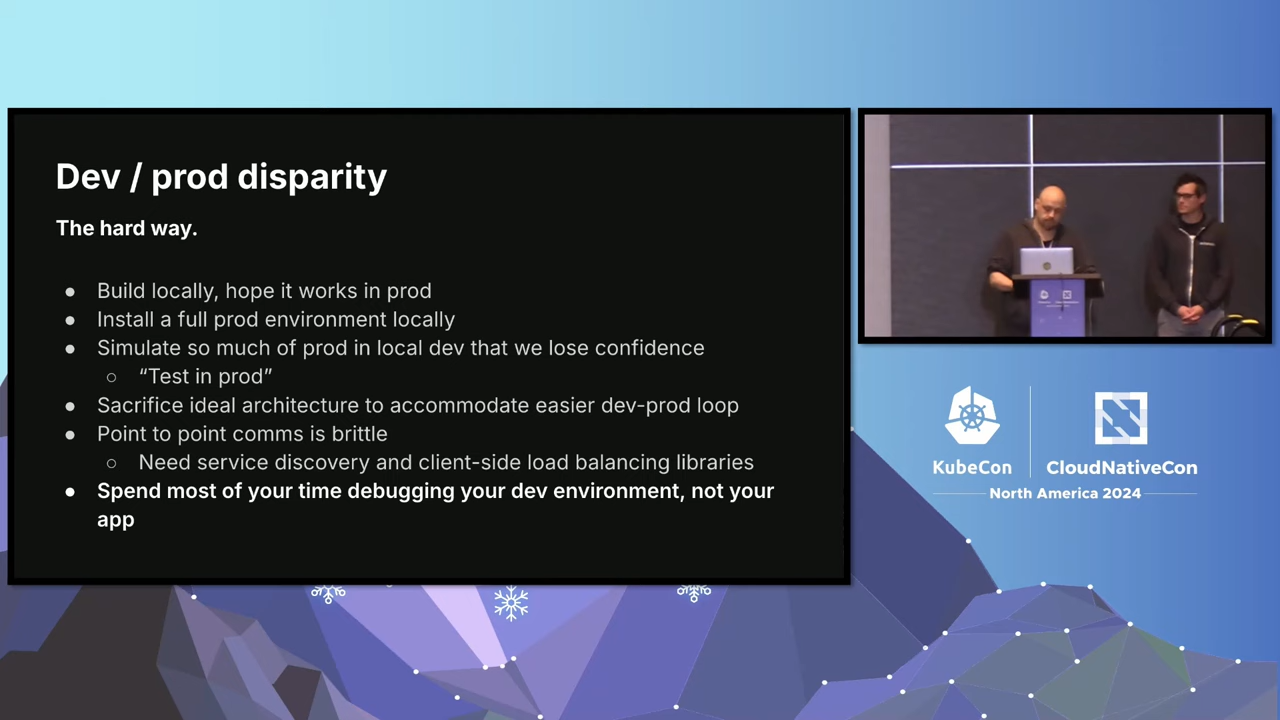 Dev / prod disparity
The hard way.
● Build locally, hope it works in prod
● Install a full prod environment locally
● Simulate so much of prod in local dev that we lose confidence
○ “Test in prod”
● Sacrifice ideal architecture to accommodate easier dev-prod loop
● Point to point comms is brittle
○ Need service discovery and client-side load balancing libraries
● Spend most of your time debugging your dev environment, not your
app
KubeCon
CloudNativeCon
North America 2024